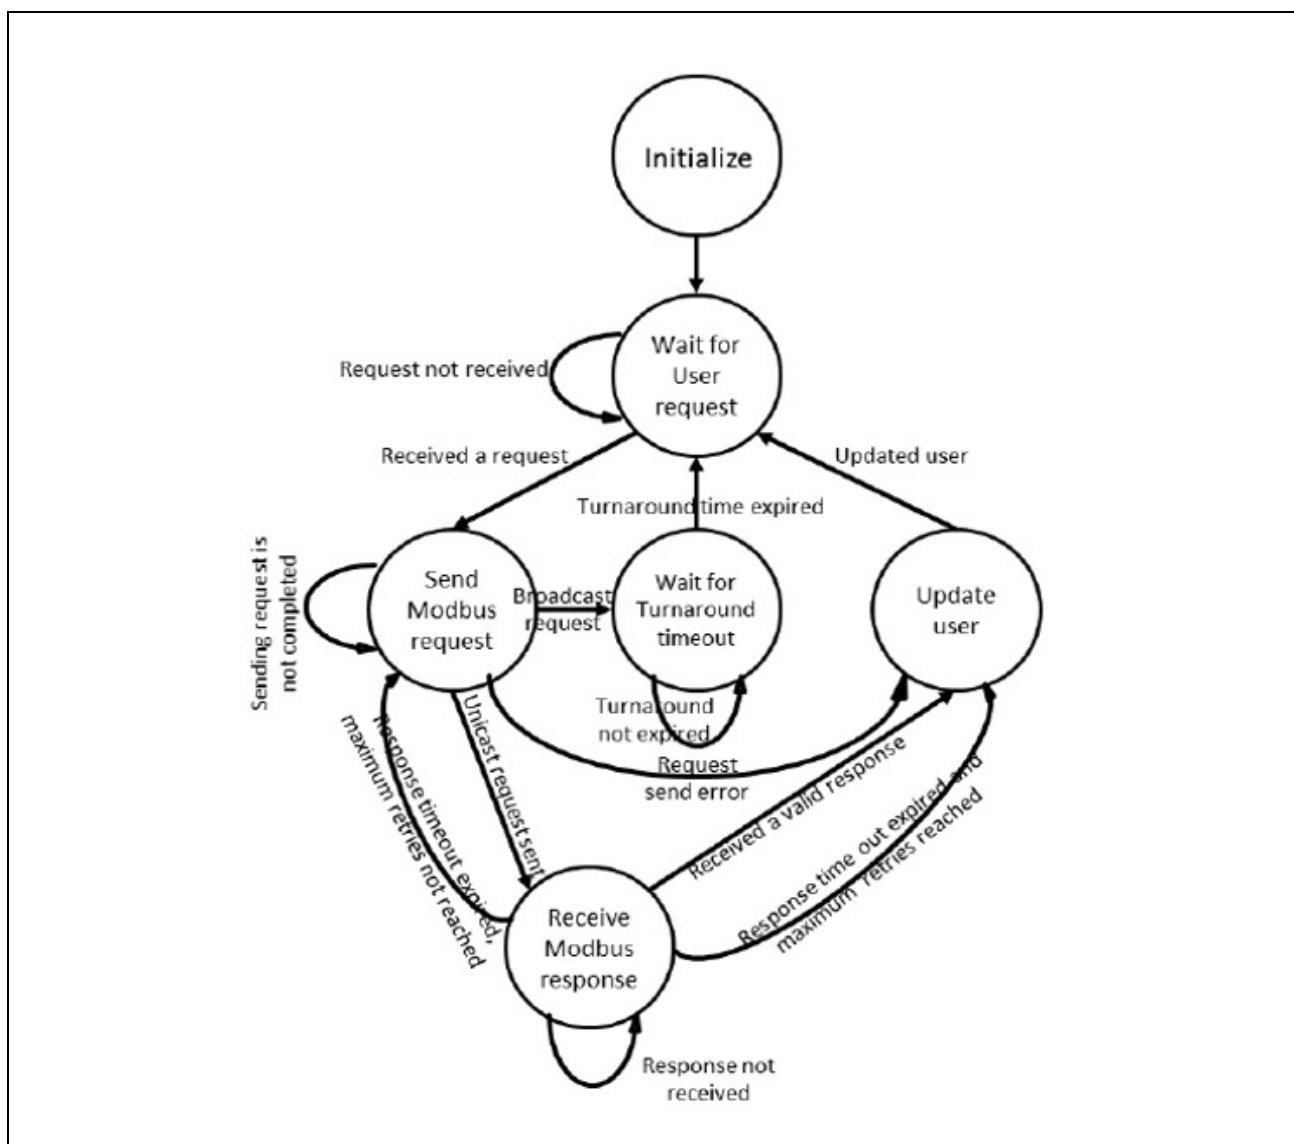 Initialize
Wait for
User
request
Request not received
Received a request
Updated user
Turnaround time expired
Sending request is
not completed
Send
Modbus
request
Broadcast
request
Wait for
Turnaround
timeout
Update
user
Turnaround
not expired
Request
send error
Unicast request sent
Response timeout expired,
maximum retries not reached
Received a valid response
Response time out expired and
maximum retries reached
Receive
Modbus
response
Response not
received